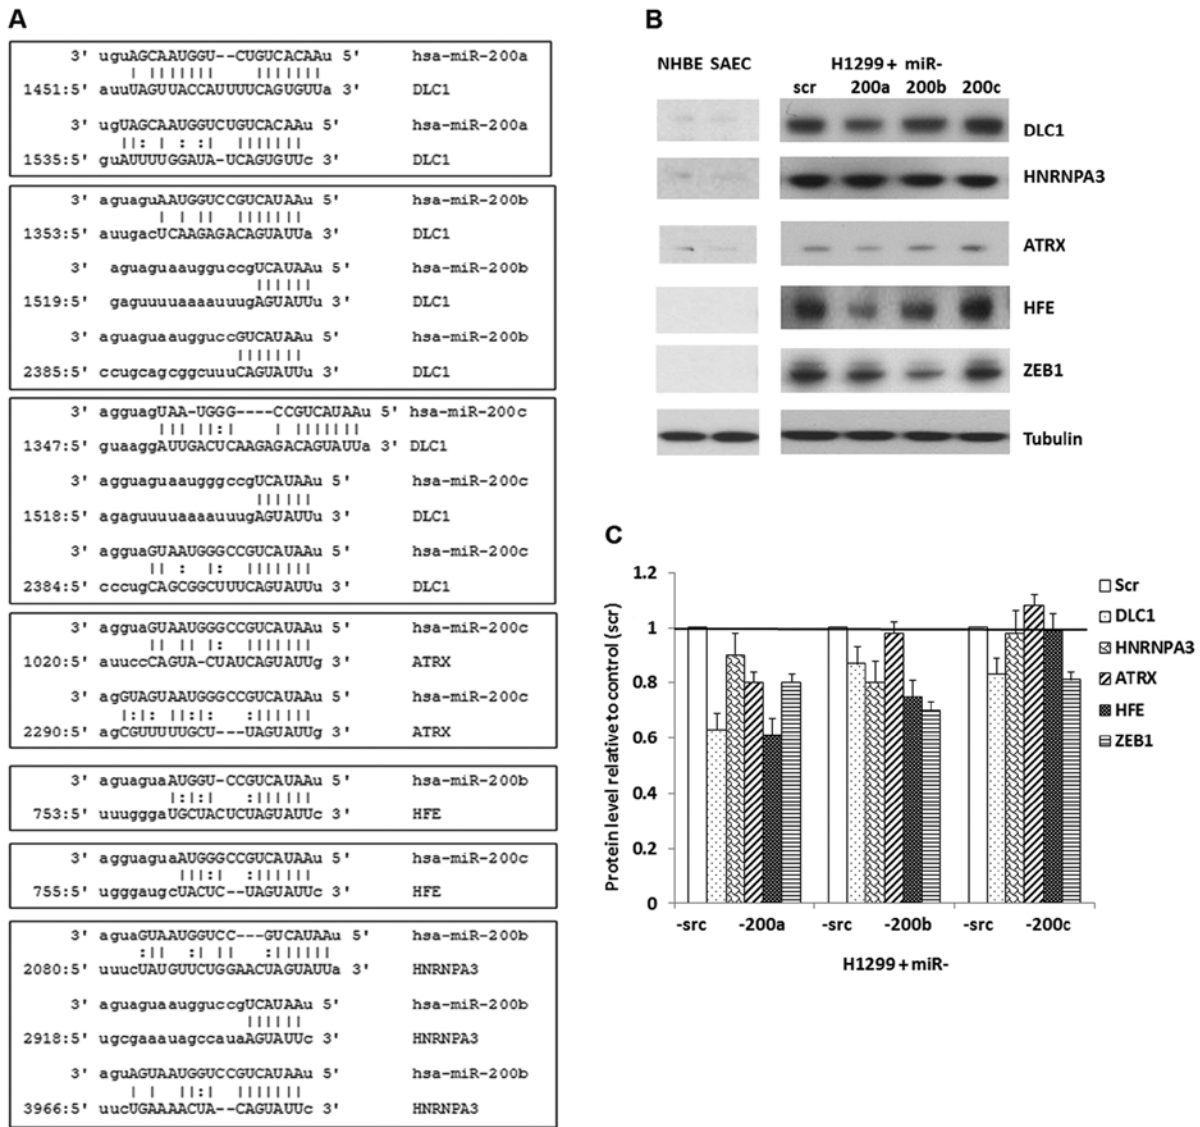 A
3' uguAGCAAUGGU--CUGUCACAAu 5' hsa-miR-200a
| ||||||| |||||||
1451:5' auuUAGUUACCAUUUUCAGUGUUa 3' DLC1
3' ugUAGCAAUGGUCUGUCACAAu 5' hsa-miR-200a
||: | : : ||||||
1535:5' guAUUUUGGAUA-UCAGUGUUc 3' DLC1
3' aguaguAAUGGUCCGUCAUAAu 5' hsa-miR-200b
| | || |||||||
1353:5' auugacUCAAGAGACAGUAUUa 3' DLC1
3' aguaguaaugguccgUCAUAAu 5' hsa-miR-200b
||||||
1519:5' gaguuuuaaaauuugAGUAUUu 3' DLC1
3' aguaguaauggucc​GUCAUAAu 5' hsa-miR-200b
|||||||
2385:5' ccugcagcggcuuuCAGUAUUu 3' DLC1
3' agguagUAA-UGGG----CCGUCAUAAu 5' hsa-miR-200c
||| ||:| | |||||||
1347:5' guaaggAUUGACUCAAGAGACAGUAUUa 3' DLC1
3' agguaguaaugggccgUCAUAAu 5' hsa-miR-200c
||||||
1518:5' agaguuuuaaaauuugAGUAUUu 3' DLC1
3' agguaGUAAUGGGCCGUCAUAAu 5' hsa-miR-200c
|| : |: |||||||
2384:5' cccugCAGCGGCUUUCAGUAUUu 3' DLC1
3' agguaGUAAUGGGCCGUCAUAAu 5' hsa-miR-200c
|| || |: |||||||
1020:5' auuccCAGUA-CUAUCAGUAUUg 3' ATRX
3' agGUAGUAAUGGGCCGUCAUAAu 5' hsa-miR-200c
|:|: ||:|: :||||||
2290:5' agCGUUUUUGCU---UAGUAUUg 3' ATRX
3' aguaguaAUGGU-CCGUCAUAAu 5' hsa-miR-200b
|:|:| :||||||
753:5' uuugggaUGCUACUCUAGUAUUc 3' HFE
3' agguaguaAUGGGCCGUCAUAAu 5' hsa-miR-200c
|||:| :||||||
755:5' ugggaugcUACUC--UAGUAUUc 3' HFE
3' aguaGUAAUGGUCC---GUCAUAAu 5' hsa-miR-200b
:|| :| || :||||||
2080:5' uuucUAUGUUCUGGAACUAGUAUUa 3' HNRNPA3
3' aguaguaauggucc​gUCAUAAu 5' hsa-miR-200b
||||||
2918:5' ugcgaaauagccauaAGUAUUc 3' HNRNPA3
3' aguAGUAAUGGUCCGUCAUAAu 5' hsa-miR-200b
| | ||:| |||||||
3966:5' uucUGAAAACUA--CAGUAUUc 3' HNRNPA3
B
NHBE SAEC H1299 + miR-
scr 200a 200b 200c
DLC1
HNRNPA3
ATRX
HFE
ZEB1
Tubulin
C
Protein level relative to control (scr)
1.2
1
0.8
0.6
0.4
0.2
0
-src -200a -src -200b -src -200c
H1299 + miR-
Scr
DLC1
HNRNPA3
ATRX
HFE
ZEB1